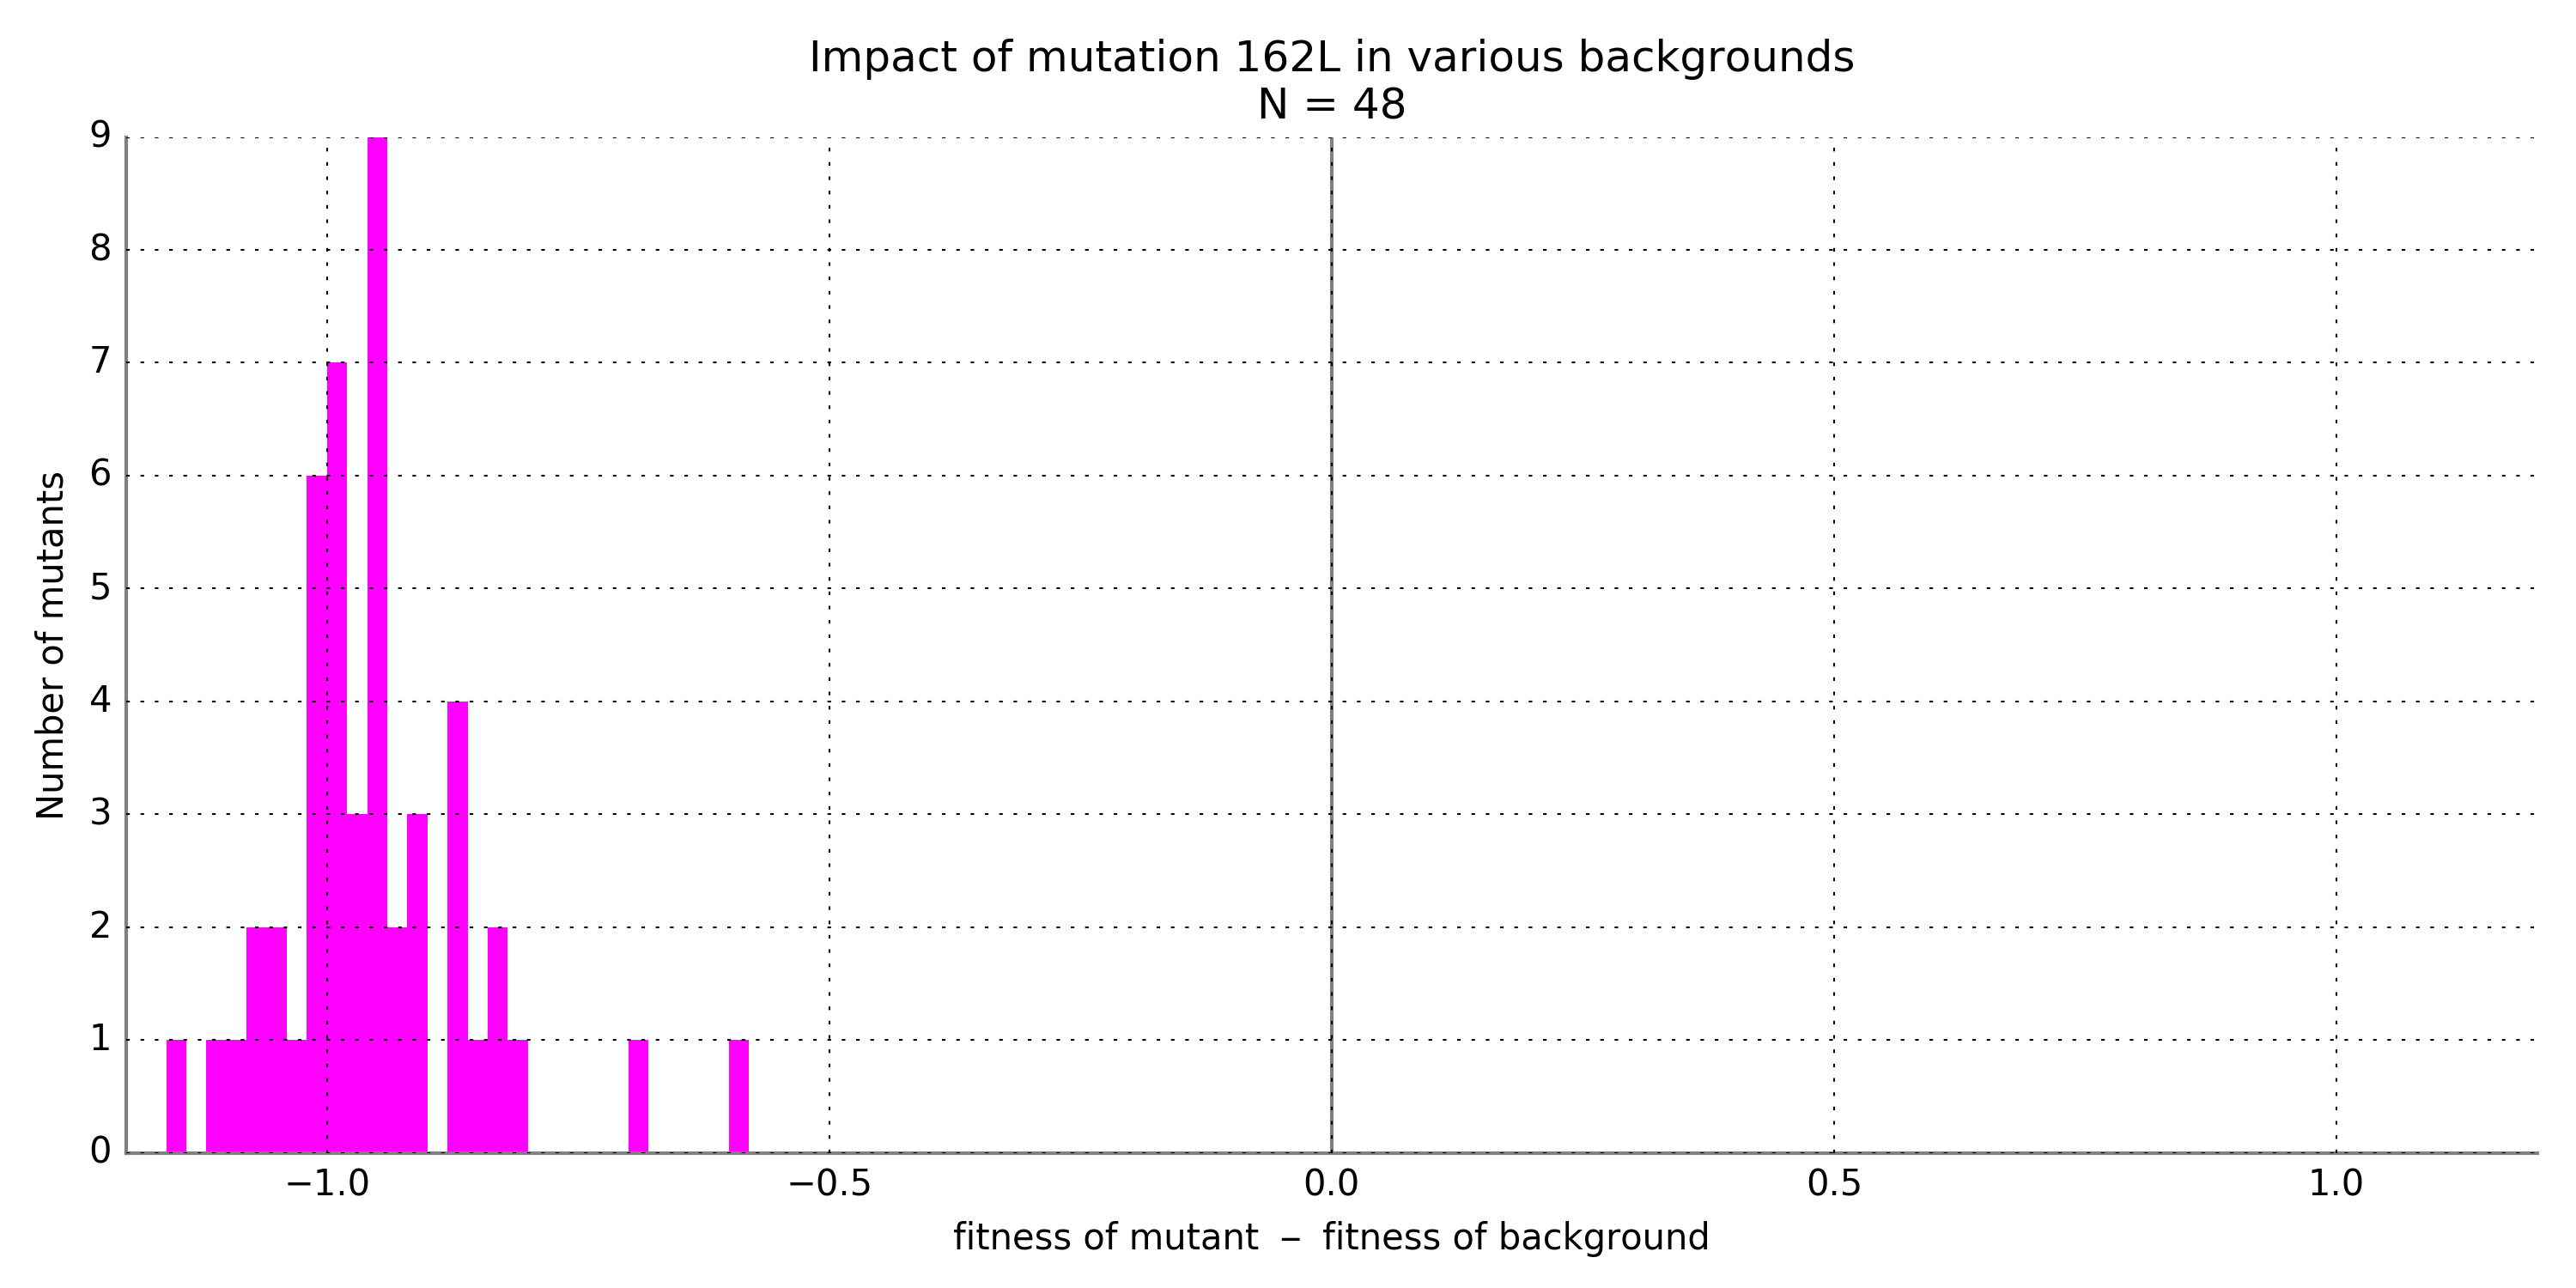 Impact of mutation 162L in various backgrounds
N = 48
9
8
7
6
5
4
3
2
1
0
Number of mutants
−1.0 −0.5 0.0 0.5 1.0
fitness of mutant – fitness of background